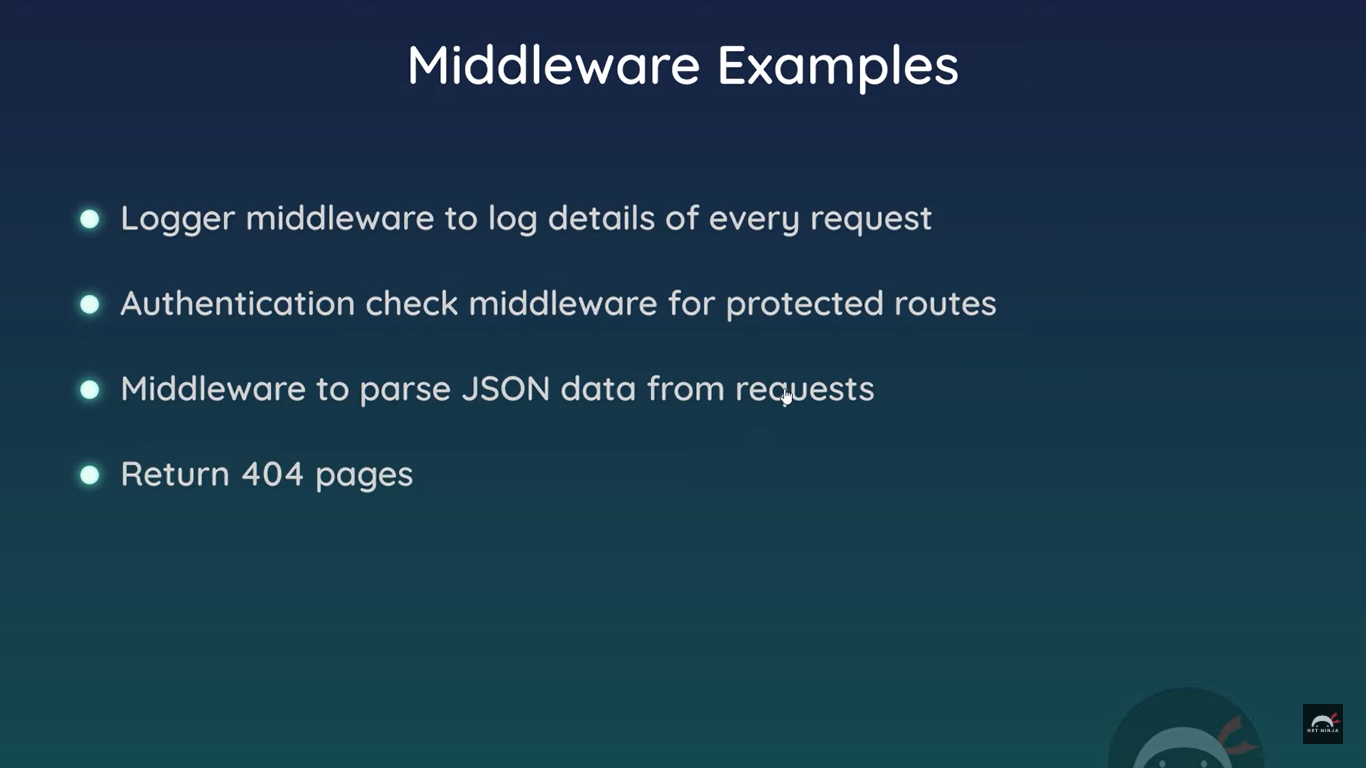 Middleware Examples
Logger middleware to log details of every request
Authentication check middleware for protected routes
Middleware to parse JSON data from requests
Return 404 pages
NET NINJA